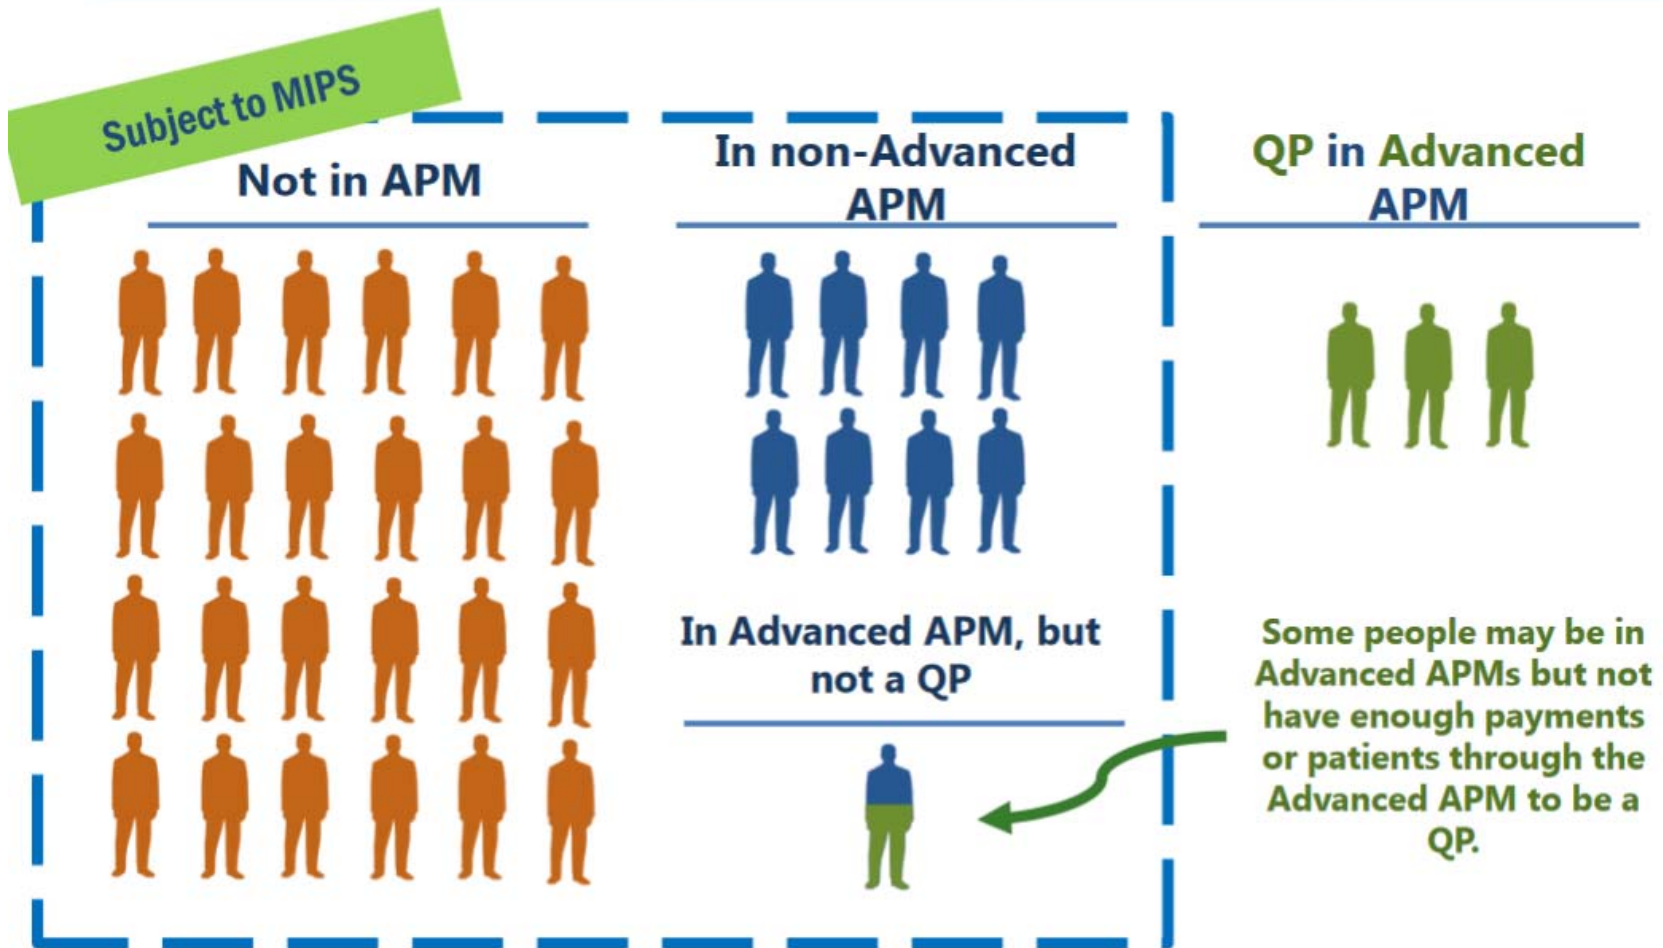 Subject to MIPS
Not in APM
In non-Advanced
APM
QP in Advanced
APM
In Advanced APM, but
not a QP
Some people may be in
Advanced APMs but not
have enough payments
or patients through the
Advanced APM to be a
QP.